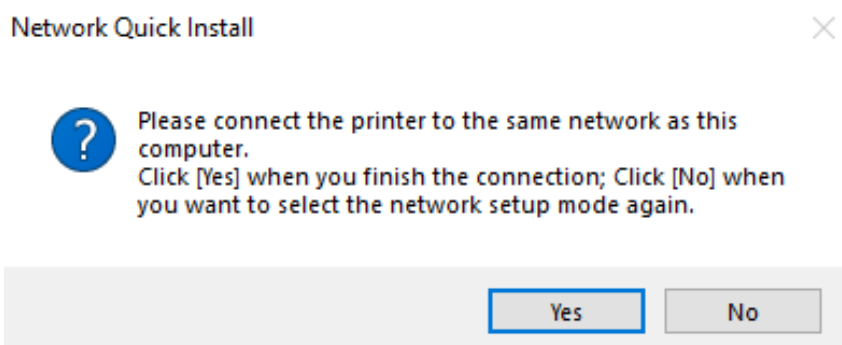 Network Quick Install
?
Please connect the printer to the same network as this
computer.
Click [Yes] when you finish the connection; Click [No] when
you want to select the network setup mode again.
Yes No